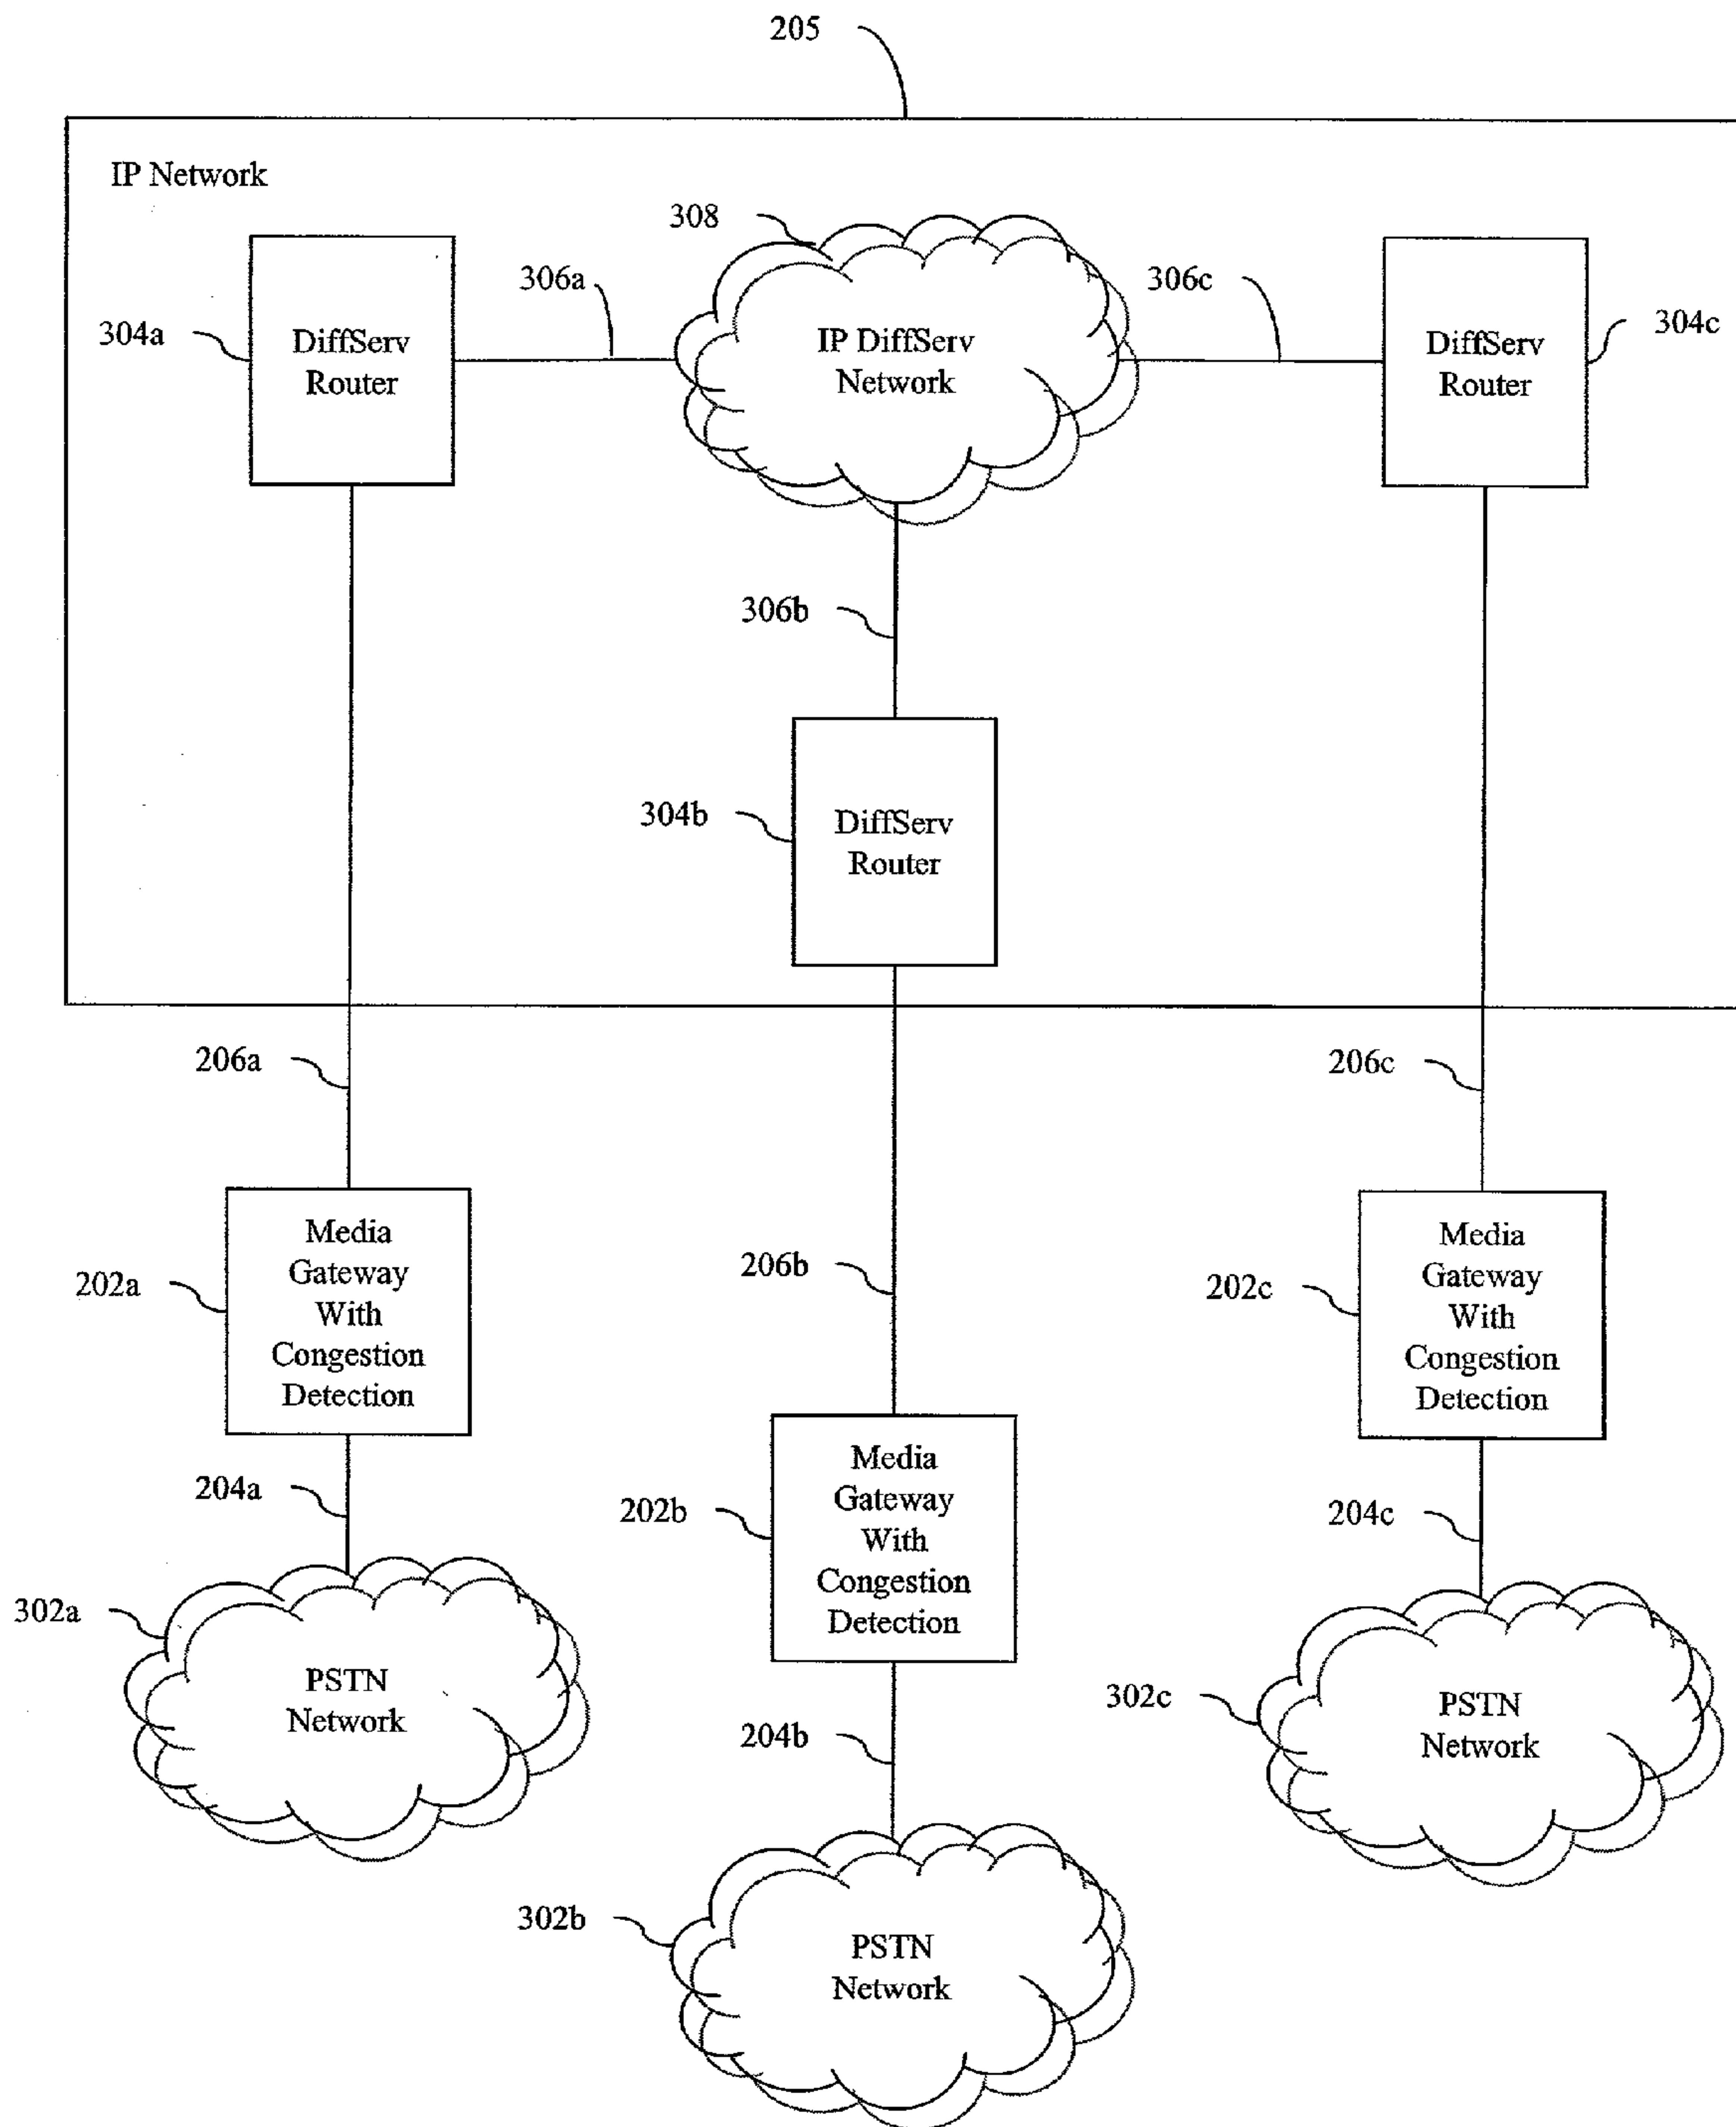 205
IP Network
308
306a
306c
304a
DiffServ
Router
IP DiffServ
Network
DiffServ
Router
304c
306b
304b
DiffServ
Router
206a
206c
Media
Gateway
With
Congestion
Detection
202a
206b
Media
Gateway
With
Congestion
Detection
202c
204a
Media
Gateway
With
Congestion
Detection
202b
204c
302a
PSTN
Network
302c
PSTN
Network
204b
302b
PSTN
Network